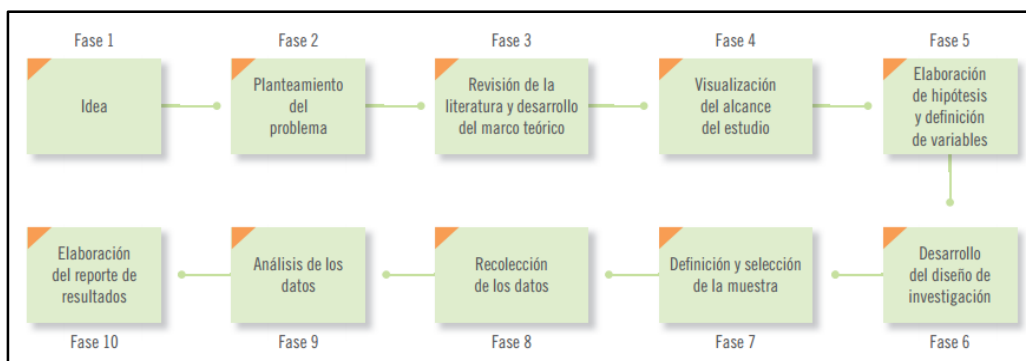 Fase 1
Idea
Fase 2
Planteamiento
del
problema
Fase 3
Revisión de la
literatura y desarrollo
del marco teórico
Fase 4
Visualización
del alcance
del estudio
Fase 5
Elaboración
de hipótesis
y definición
de variables
Desarrollo
del diseño de
investigación
Fase 6
Definición y selección
de la muestra
Fase 7
Recolección
de los datos
Fase 8
Análisis de los
datos
Fase 9
Elaboración
del reporte de
resultados
Fase 10